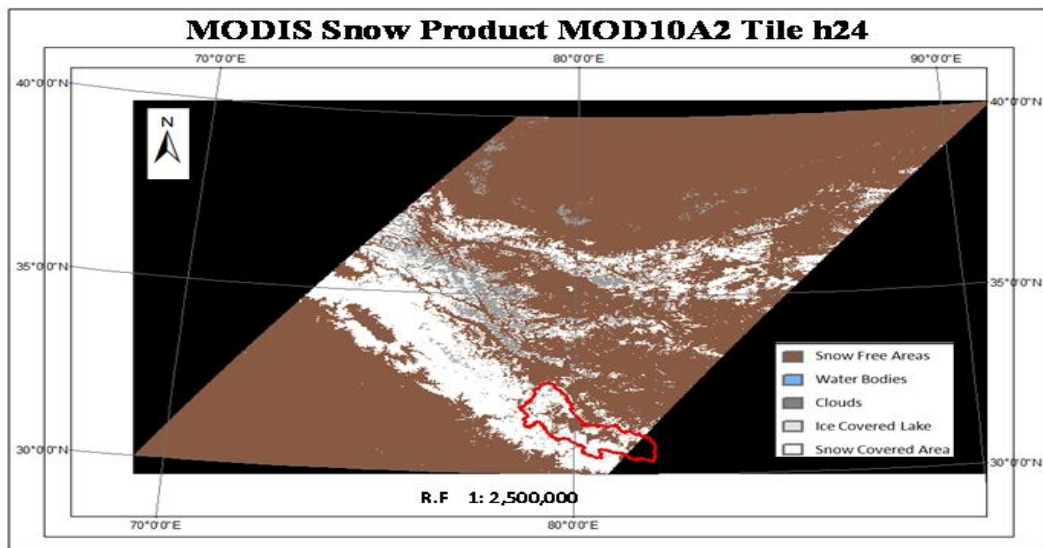 MODIS Snow Product MOD10A2 Tile h24
70°0'0"E 80°0'0"E 90°0'0"E
40°0'0"N 40°0'0"N
N
35°0'0"N 35°0'0"N
Snow Free Areas
Water Bodies
Clouds
Ice Covered Lake
Snow Covered Area
30°0'0"N 30°0'0"N
R.F 1: 2,500,000
70°0'0"E 80°0'0"E